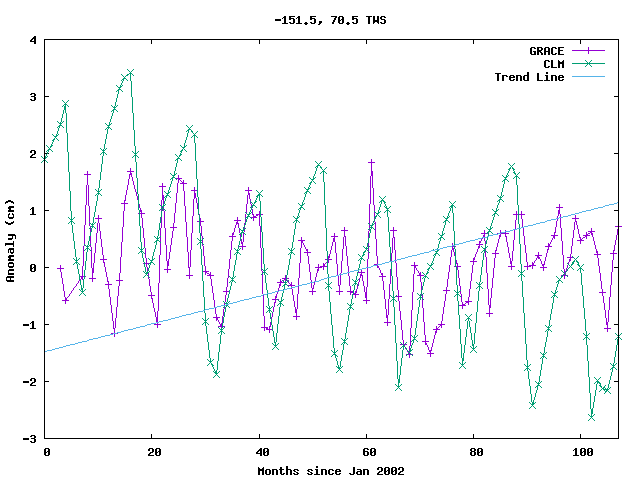 -151.5, 70.5 TWS
GRACE
CLM
Trend Line
4
3
2
1
0
-1
-2
-3
Anomaly (cm)
0 20 40 60 80 100
Months since Jan 2002